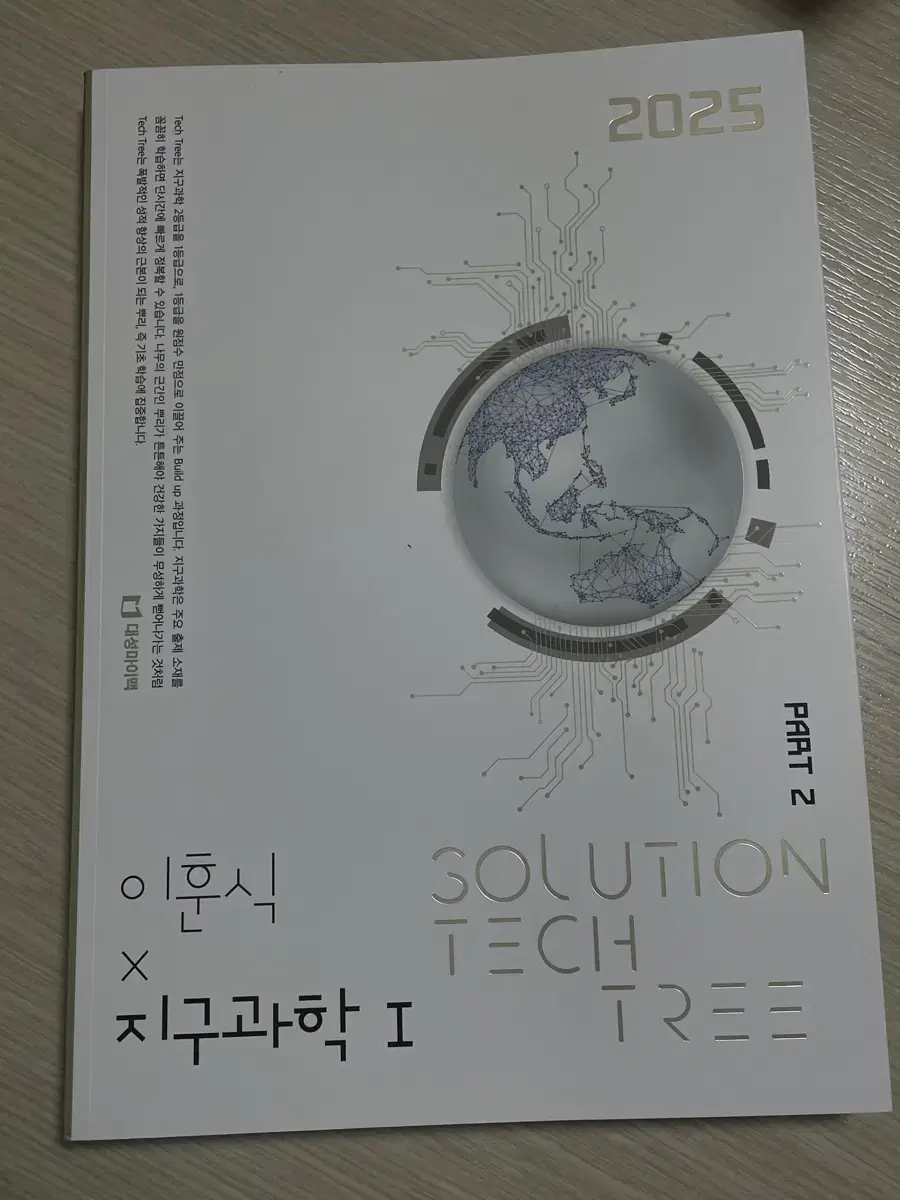 2025
Tech Tree는 지구과학 2등급을 1등급으로, 1등급을 원점수 만점으로 이끌어 주는 Build up 과정입니다. 지구과학은 주요 출제 소재를
꼼꼼히 학습하면 단시간에 빠르게 정복할 수 있습니다. 나무의 근간인 뿌리가 튼튼해야 건강한 가지들이 무성하게 뻗어나가는 것처럼
Tech Tree는 폭발적인 성적 향상의 근본이 되는 뿌리, 즉 기초 학습에 집중합니다.
대성마이맥
PART 2
SOLUTION
TECH
TREE
이훈식
×
지구과학 I